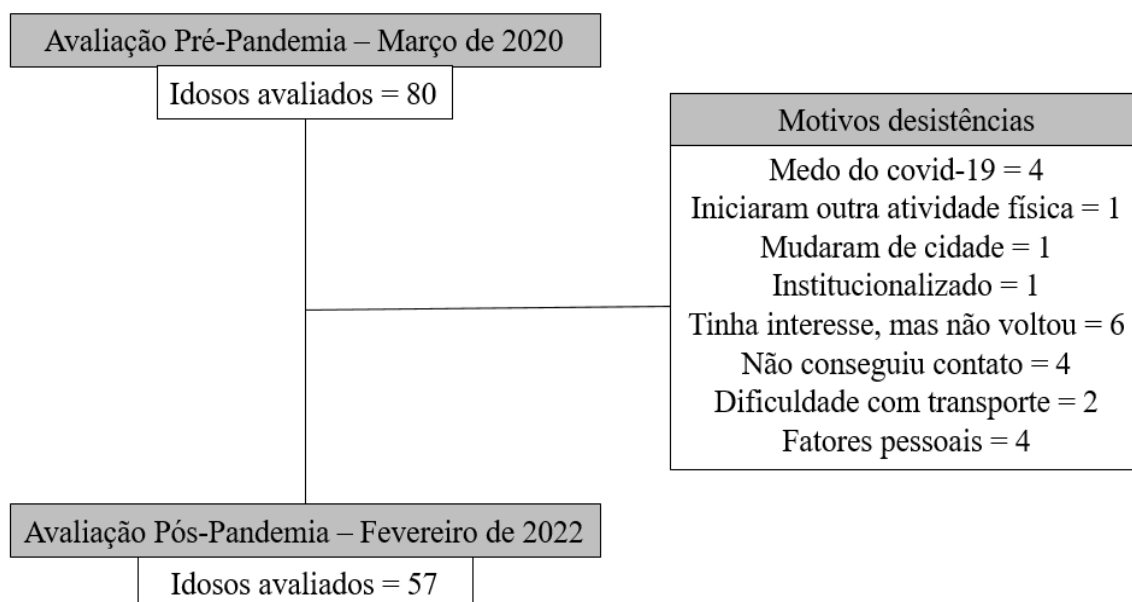 Avaliação Pré-Pandemia – Março de 2020
Idosos avaliados = 80
Motivos desistências
Medo do covid-19 = 4
Iniciaram outra atividade física = 1
Mudaram de cidade = 1
Institucionalizado = 1
Tinha interesse, mas não voltou = 6
Não conseguiu contato = 4
Dificuldade com transporte = 2
Fatores pessoais = 4
Avaliação Pós-Pandemia – Fevereiro de 2022
Idosos avaliados = 57